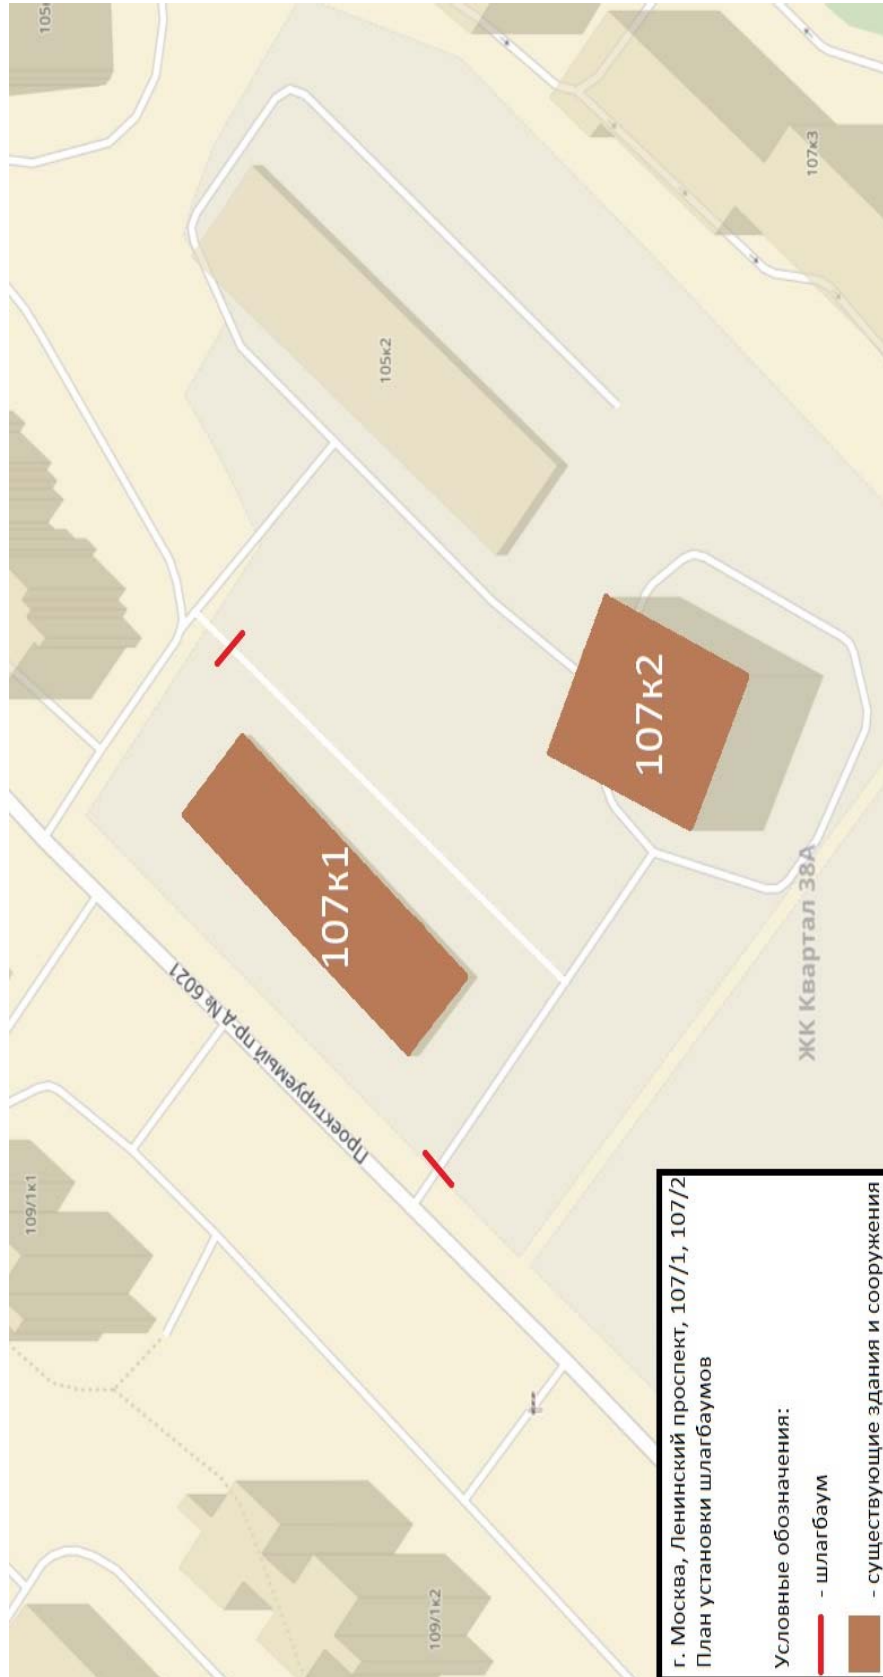 109/1к1
109/1к2
105к2
107к3
Проектируемый пр-д № 6021
107к1
107к2
ЖК Квартал 38А
г. Москва, Ленинский проспект, 107/1, 107/2
План установки шлагбаумов
Условные обозначения:
- шлагбаум
- существующие здания и сооружения